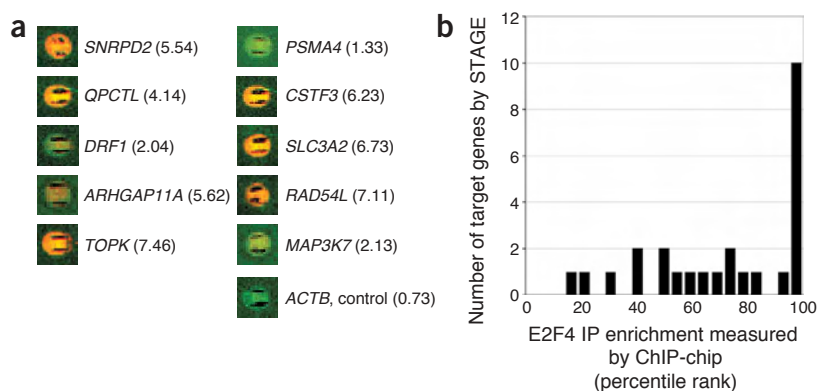 a
SNRPD2 (5.54)
QPCTL (4.14)
DRF1 (2.04)
ARHGAP11A (5.62)
TOPK (7.46)
PSMA4 (1.33)
CSTF3 (6.23)
SLC3A2 (6.73)
RAD54L (7.11)
MAP3K7 (2.13)
ACTB, control (0.73)
b
Number of target genes by STAGE
12
10
8
6
4
2
0
0 20 40 60 80 100
E2F4 IP enrichment measured
by ChIP-chip
(percentile rank)